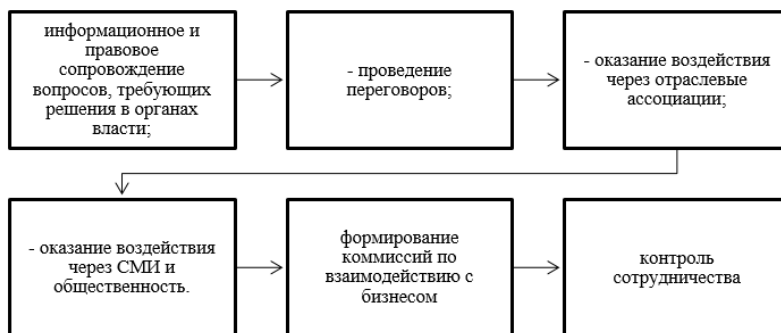 информационное и
правовое
сопровождение
вопросов, требующих
решения в органах
власти;
- проведение
переговоров;
- оказание воздействия
через отраслевые
ассоциации;
- оказание воздействия
через СМИ и
общественность.
формирование
коммиссий по
взаимодействию с
бизнесом
контроль
сотрудничества